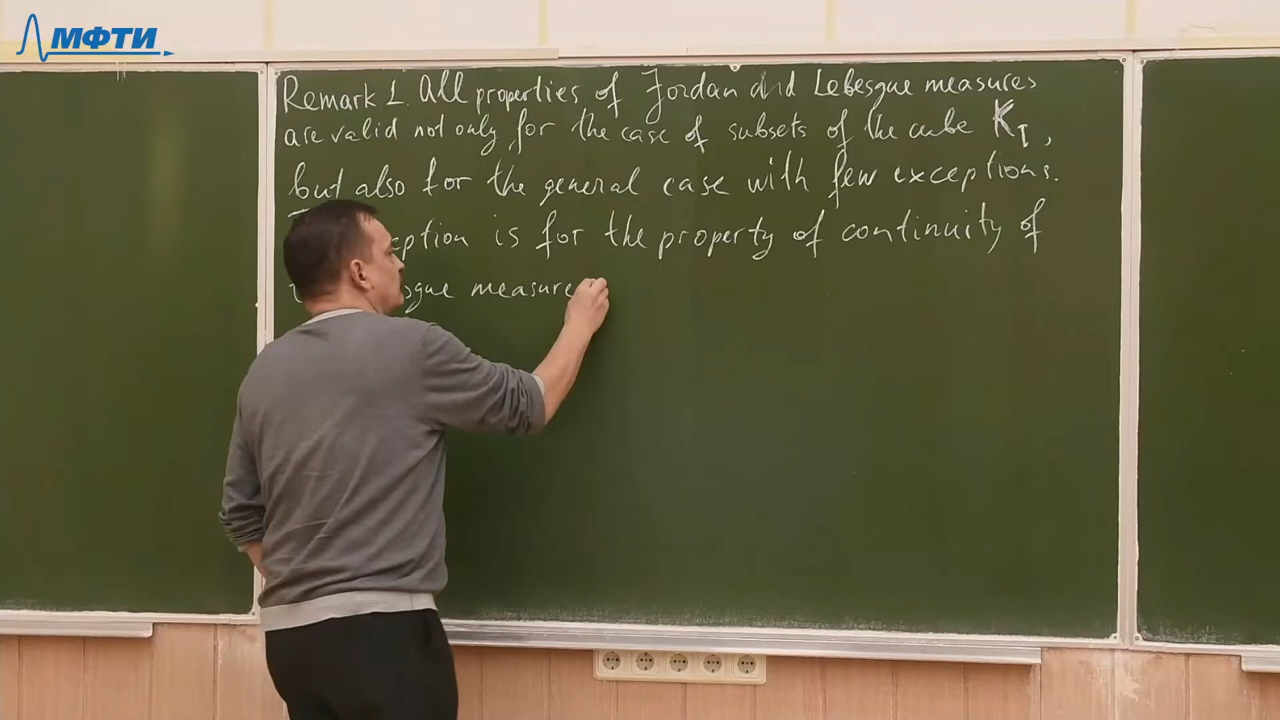 МФТИ
Remark 1. All properties of Jordan and Lebesgue measures
are valid not only for the case of subsets of the cube K_I,
but also for the general case with few exceptions.
is for the property of continuity of
measure